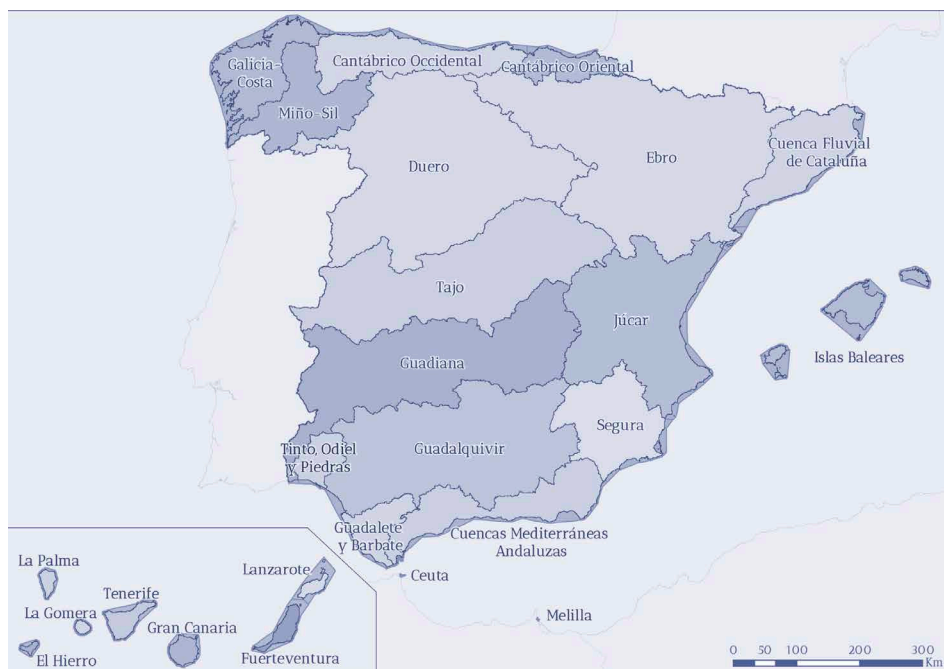 Galicia-
Costa
Cantábrico Occidental
Cantábrico Oriental
Miño-Sil
Duero
Ebro
Cuenca Fluvial
de Cataluña
Tajo
Júcar
Islas Baleares
Guadiana
Segura
Tinto, Odiel
y Piedras
Guadalquivir
Guadalete
y Barbate
Cuencas Mediterráneas
Andaluzas
Ceuta
Melilla
La Palma
Lanzarote
Tenerife
La Gomera
Gran Canaria
El Hierro
Fuerteventura
0 50 100 200 300
Km